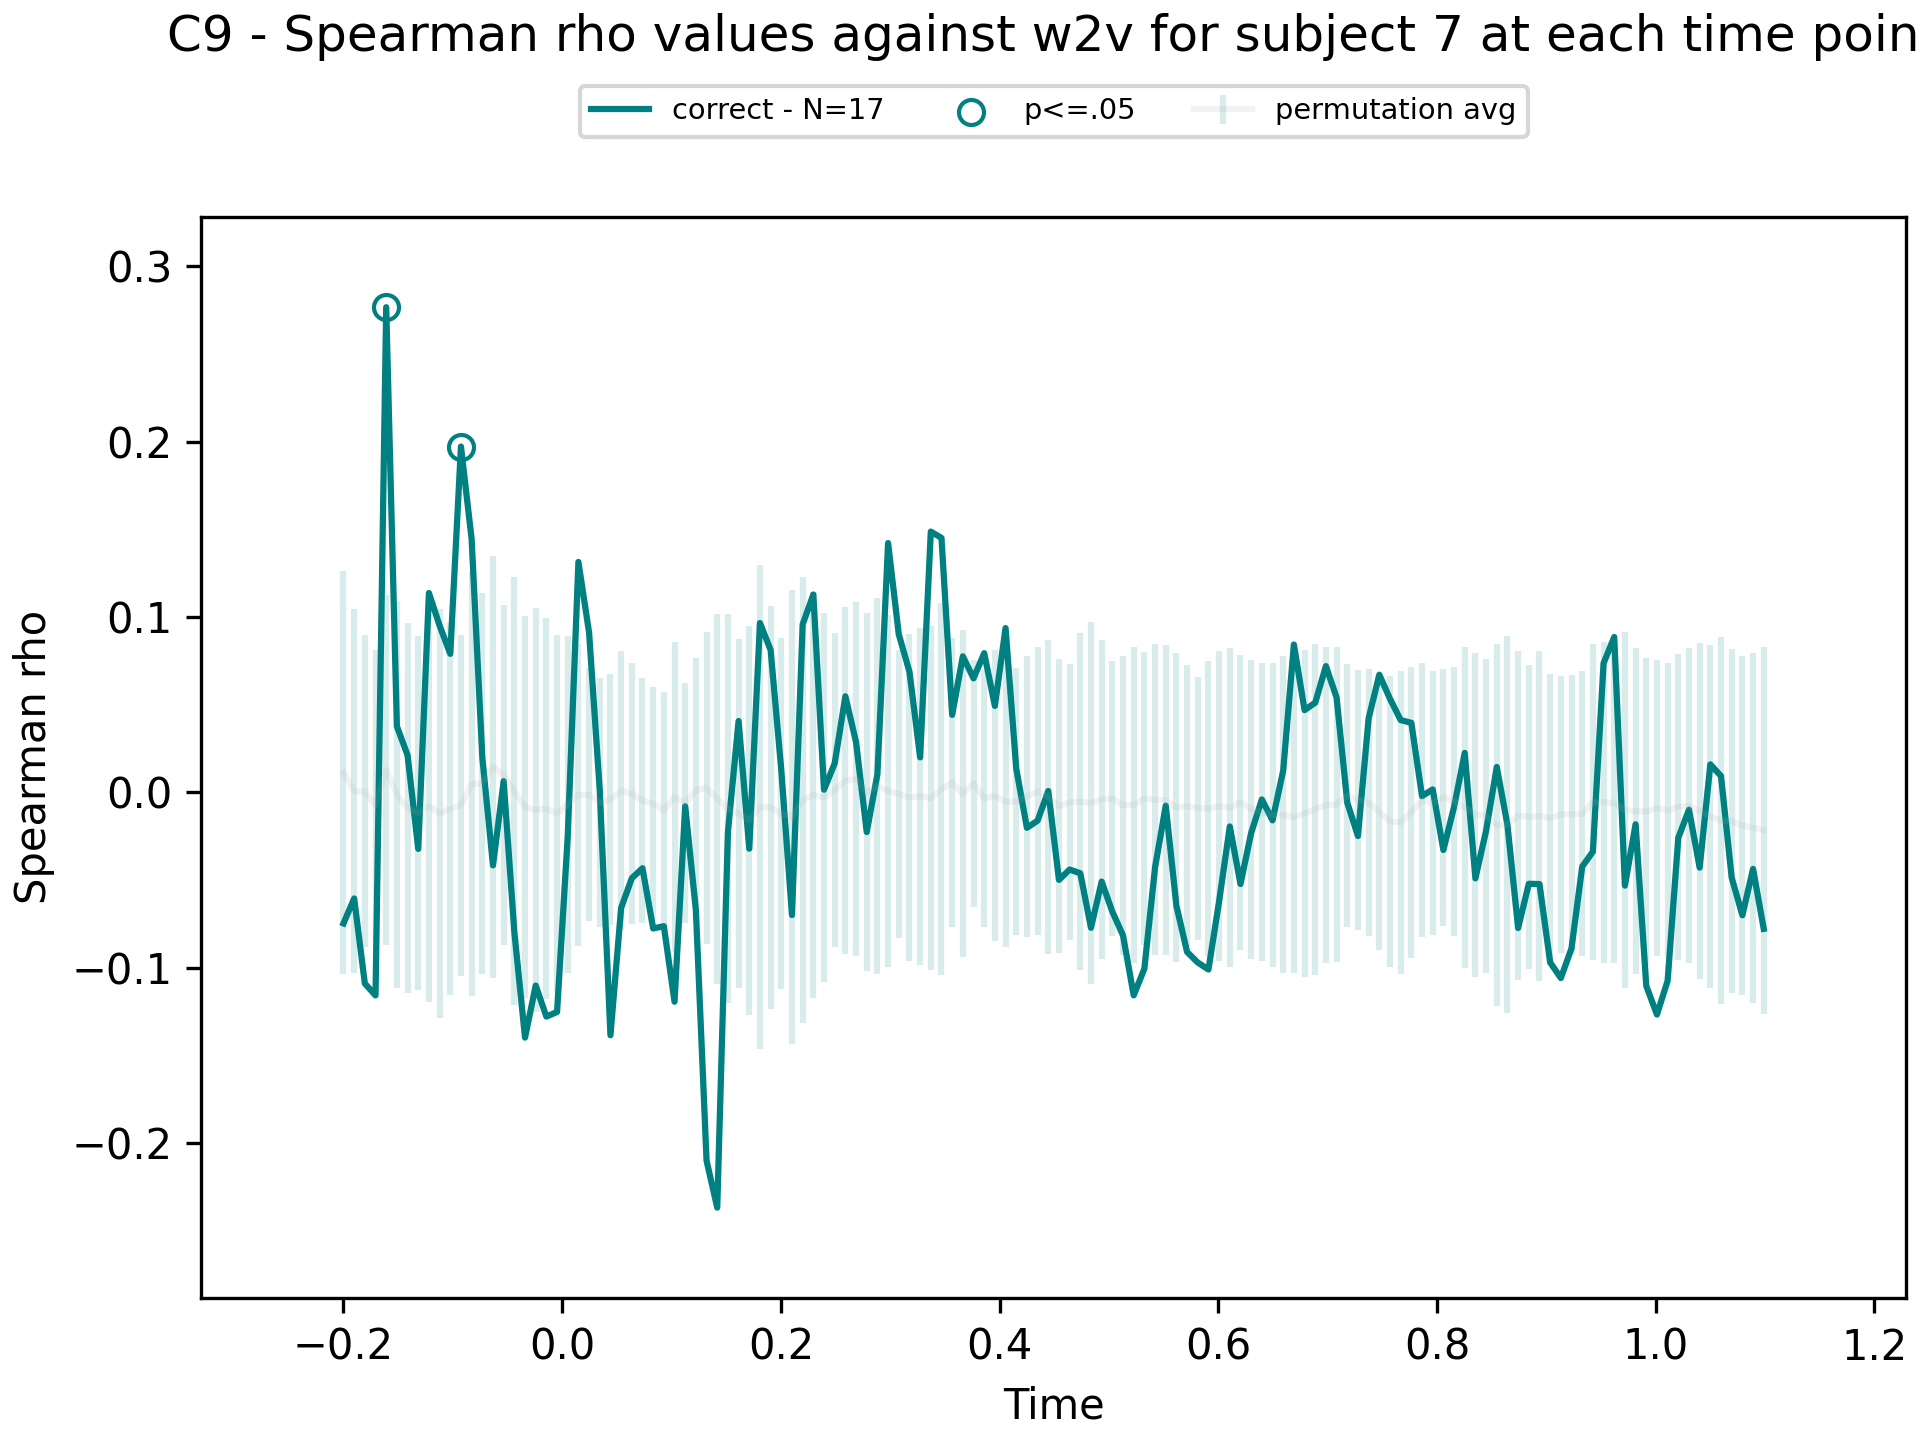 C9 - Spearman rho values against w2v for subject 7 at each time poin
correct - N=17 p<=.05 permutation avg
0.3
0.2
0.1
0.0
−0.1
−0.2
Spearman rho
−0.2 0.0 0.2 0.4 0.6 0.8 1.0 1.2
Time